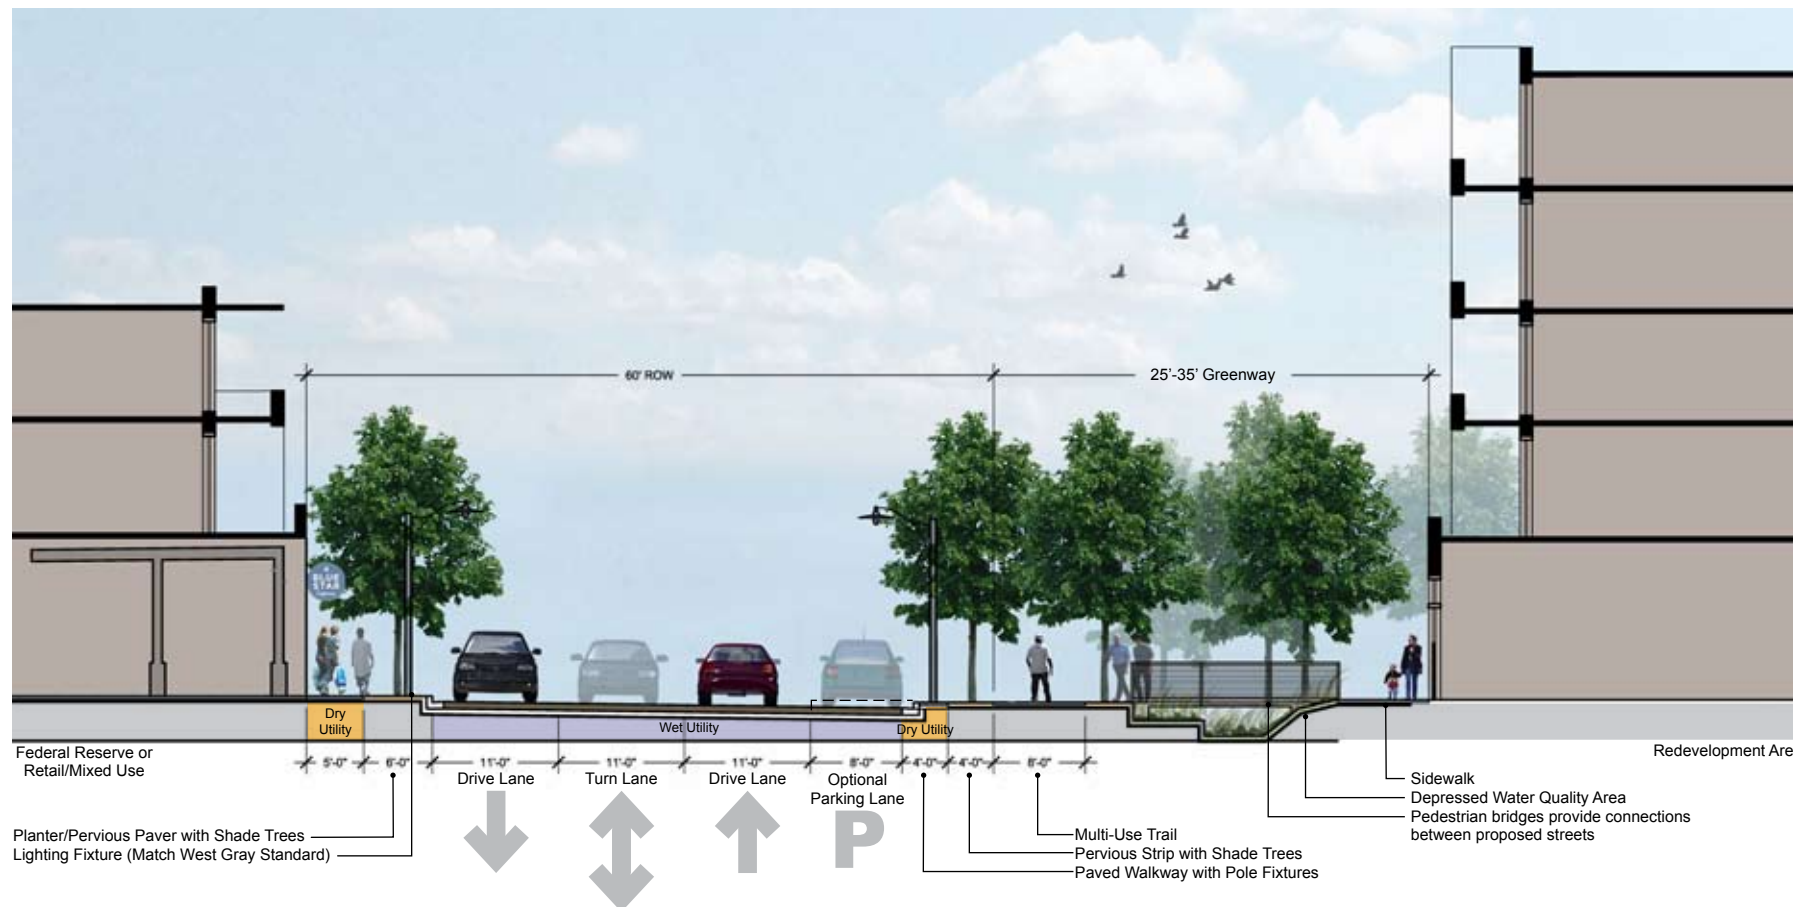 60' ROW
25'-35' Greenway
BLUE
STAR
Dry
Utility
Wet Utility
Dry Utility
Federal Reserve or
Retail/Mixed Use
Redevelopment Are
5'-0"
6'-0"
11'-0"
11'-0"
11'-0"
8'-0"
4'-0"
4'-0"
8'-0"
Drive Lane
Turn Lane
Drive Lane
Optional
Parking Lane
P
Sidewalk
Depressed Water Quality Area
Pedestrian bridges provide connections
between proposed streets
Planter/Pervious Paver with Shade Trees
Lighting Fixture (Match West Gray Standard)
Multi-Use Trail
Pervious Strip with Shade Trees
Paved Walkway with Pole Fixtures